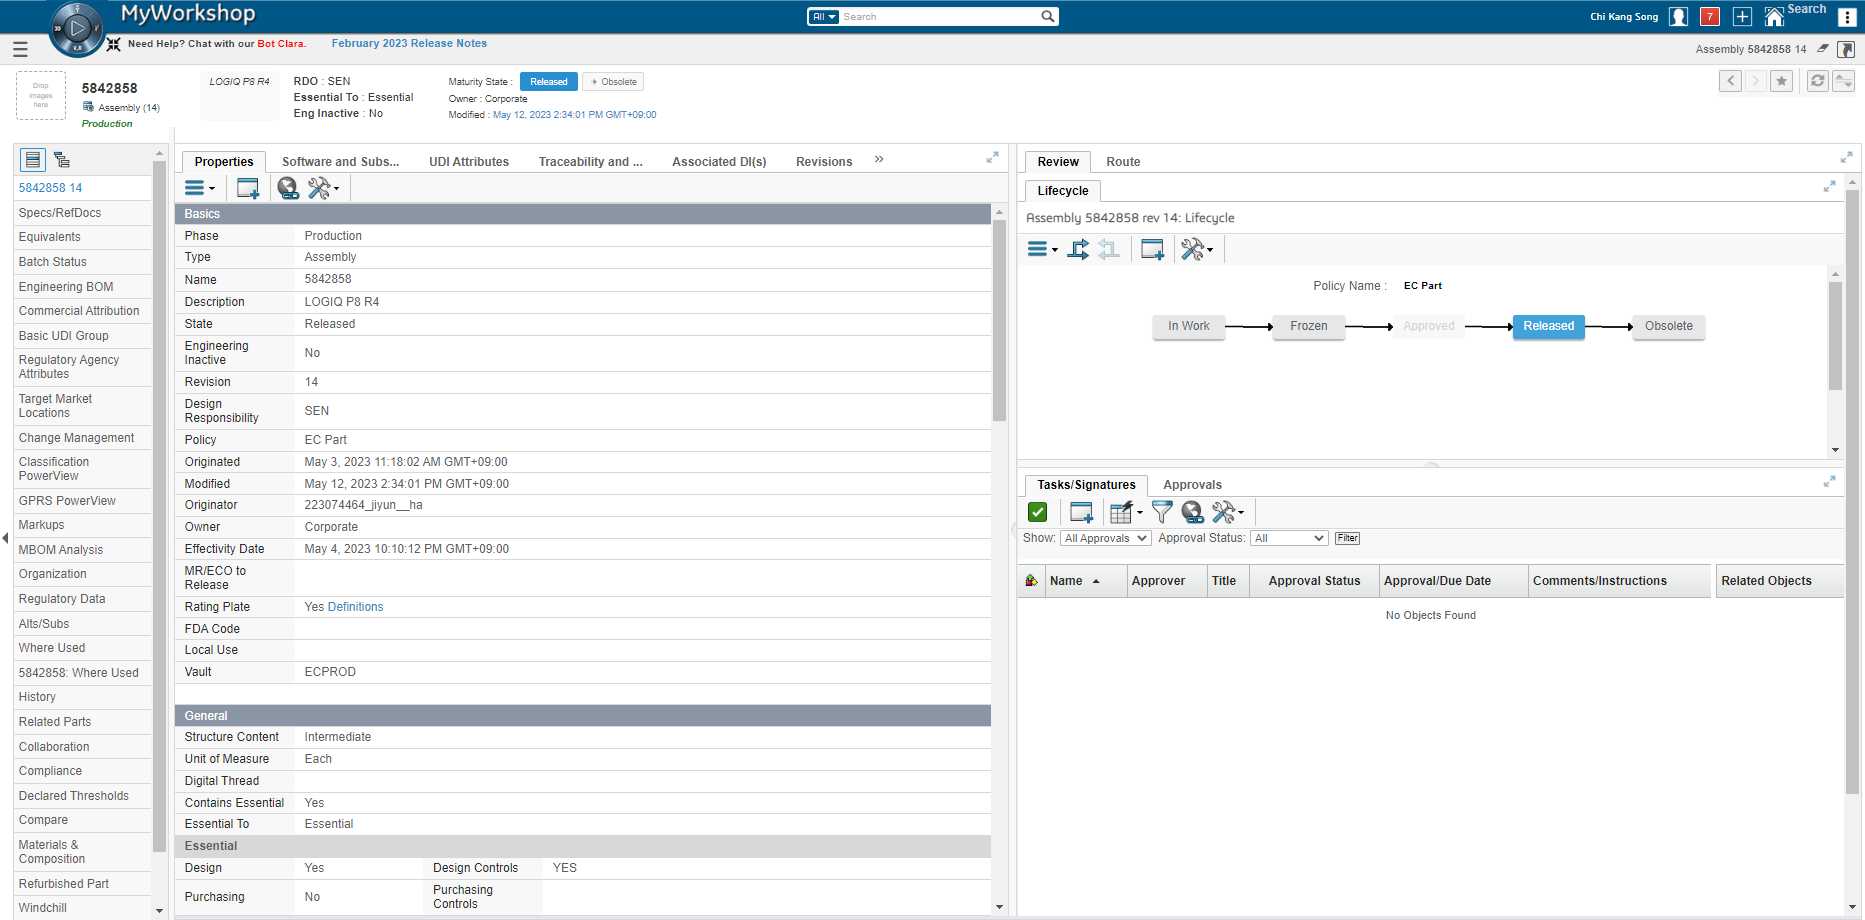 MyWorkshop
All Search
Chi Kang Song 7 Search
Need Help? Chat with our Bot Clara. February 2023 Release Notes
Assembly 5842858 14
Drop
images
here
5842858
Assembly (14)
Production
LOGIQ P8 R4
RDO : SEN
Essential To : Essential
Eng Inactive : No
Maturity State : Released Obsolete
Owner : Corporate
Modified : May 12, 2023 2:34:01 PM GMT+09:00
5842858 14
Specs/RefDocs
Equivalents
Batch Status
Engineering BOM
Commercial Attribution
Basic UDI Group
Regulatory Agency
Attributes
Target Market
Locations
Change Management
Classification
PowerView
GPRS PowerView
Markups
MBOM Analysis
Organization
Regulatory Data
Alts/Subs
Where Used
5842858: Where Used
History
Related Parts
Collaboration
Compliance
Declared Thresholds
Compare
Materials &
Composition
Refurbished Part
Windchill
Properties Software and Subs... UDI Attributes Traceability and ... Associated DI(s) Revisions »
Basics
Phase Production
Type Assembly
Name 5842858
Description LOGIQ P8 R4
State Released
Engineering
Inactive No
Revision 14
Design
Responsibility SEN
Policy EC Part
Originated May 3, 2023 11:18:02 AM GMT+09:00
Modified May 12, 2023 2:34:01 PM GMT+09:00
Originator 223074464_jiyun__ha
Owner Corporate
Effectivity Date May 4, 2023 10:10:12 PM GMT+09:00
MR/ECO to
Release
Rating Plate Yes Definitions
FDA Code
Local Use
Vault ECPROD
General
Structure Content Intermediate
Unit of Measure Each
Digital Thread
Contains Essential Yes
Essential To Essential
Essential
Design Yes Design Controls YES
Purchasing No Purchasing
Controls
Review Route
Lifecycle
Assembly 5842858 rev 14: Lifecycle
Policy Name : EC Part
In Work Frozen Approved Released Obsolete
Tasks/Signatures Approvals
Show: All Approvals Approval Status: All Filter
Name Approver Title Approval Status Approval/Due Date Comments/Instructions Related Objects
No Objects Found